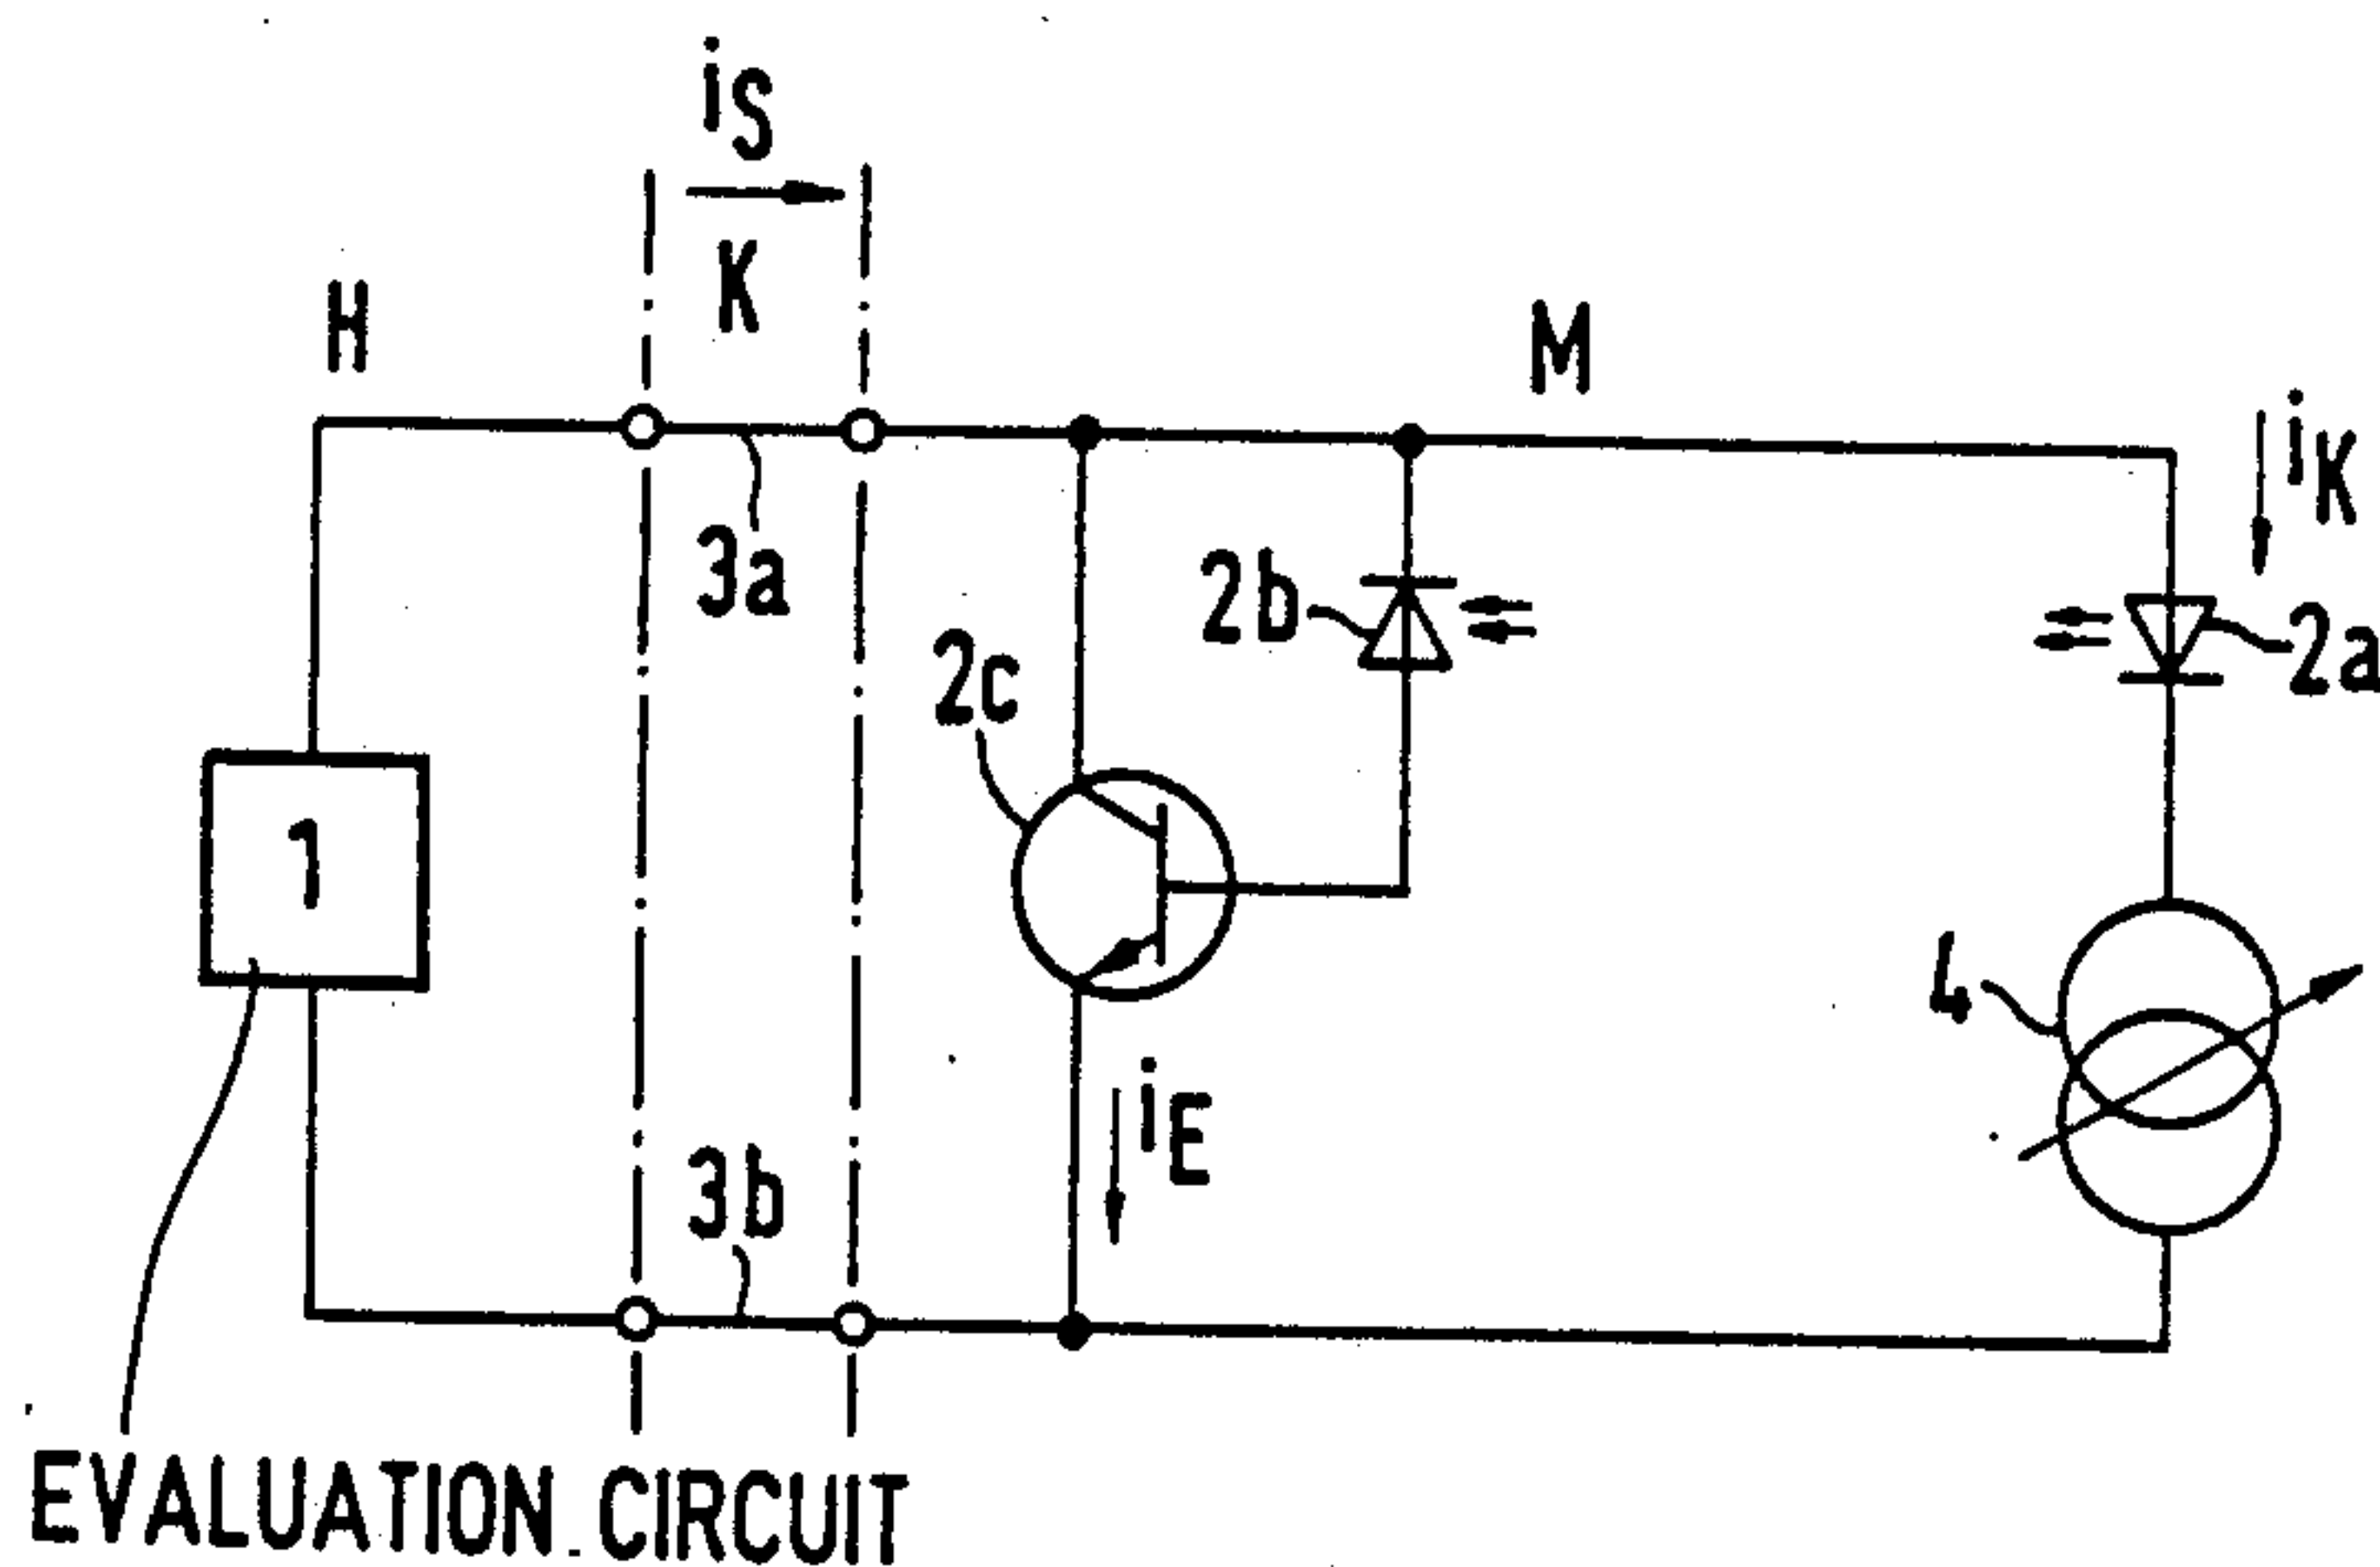 iS
K
H
M
iK
3a
2b
2c
2a
1
4
iE
3b
EVALUATION CIRCUIT